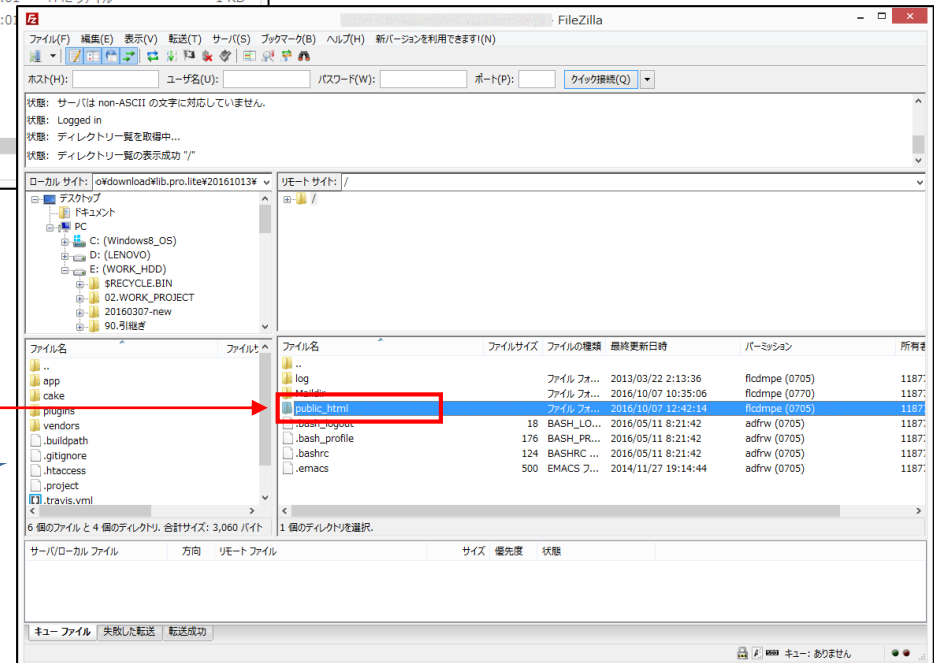 - FileZilla
ファイル(F) 編集(E) 表示(V) 転送(T) サーバ(S) ブックマーク(B) ヘルプ(H) 新バージョンを利用できます!(N)
ホスト(H): ユーザ名(U): パスワード(W): ポート(P): クイック接続(Q)
状態: サーバは non-ASCII の文字に対応していません.
状態: Logged in
状態: ディレクトリ一覧を取得中...
状態: ディレクトリ一覧の表示成功 "/"
ローカル サイト: ¥download¥lib.pro.lite¥20161013¥
デスクトップ
ドキュメント
PC
C: (Windows8_OS)
D: (LENOVO)
E: (WORK_HDD)
$RECYCLE.BIN
02.WORK_PROJECT
20160307-new
90.引継ぎ
リモート サイト: /
/
ファイル名
..
app
cake
plugins
vendors
.buildpath
.gitignore
.htaccess
.project
.travis.yml
6 個のファイル と 4 個のディレクトリ. 合計サイズ: 3,060 バイト
ファイル名 ファイルサイズ ファイルの種類 最終更新日時 パーミッション
..
log ファイル フォ... 2013/03/22 2:13:36 flcdmpe (0705) 1187
Maildir ファイル フォ... 2016/10/07 10:35:06 flcdmpe (0770) 1187
public_html ファイル フォ... 2016/10/07 12:42:14 flcdmpe (0705) 1187
.bash_logout 18 BASH_LO... 2016/05/11 8:21:42 adfrw (0705) 1187
.bash_profile 176 BASH_PR... 2016/05/11 8:21:42 adfrw (0705) 1187
.bashrc 124 BASHRC ... 2016/05/11 8:21:42 adfrw (0705) 1187
.emacs 500 EMACS フ... 2014/11/27 19:14:44 adfrw (0705) 1187
1 個のディレクトリを選択.
サーバ/ローカル ファイル 方向 リモート ファイル サイズ 優先度 状態
キュー ファイル 失敗した転送 転送成功
キュー: ありません